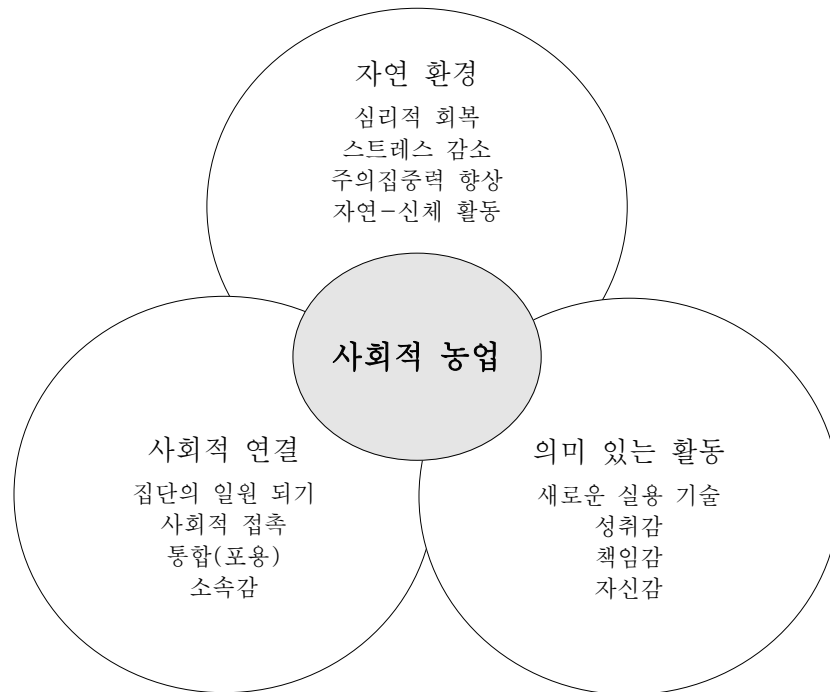 자연 환경
심리적 회복
스트레스 감소
주의집중력 향상
자연-신체 활동
사회적 농업
사회적 연결
집단의 일원 되기
사회적 접촉
통합(포용)
소속감
의미 있는 활동
새로운 실용 기술
성취감
책임감
자신감